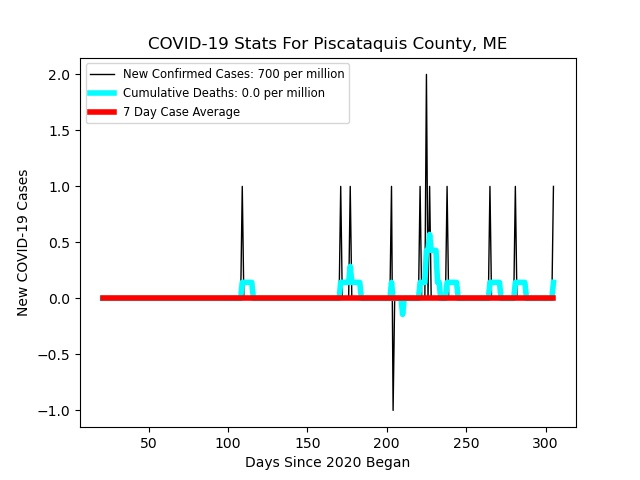 COVID-19 Stats For Piscataquis County, ME
New Confirmed Cases: 700 per million
Cumulative Deaths: 0.0 per million
7 Day Case Average
2.0
1.5
1.0
0.5
0.0
−0.5
−1.0
New COVID-19 Cases
50 100 150 200 250 300
Days Since 2020 Began